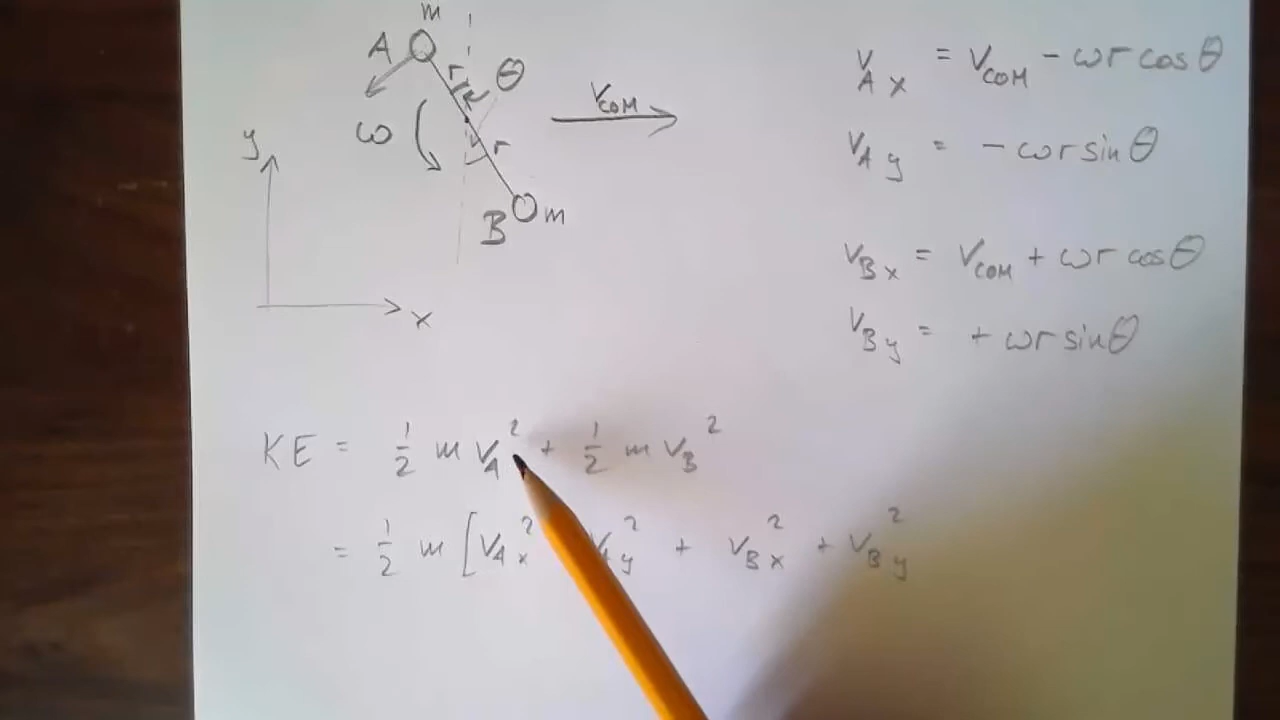 m
A
r
θ
ω
r
B
m
V_COM
y
x
V_Ax = V_COM - ωr cos θ
V_Ay = - ωr sin θ
V_Bx = V_COM + ωr cos θ
V_By = + ωr sin θ
KE = 1/2 m V_A² + 1/2 m V_B²
= 1/2 m [V_Ax² V_Ay² + V_Bx² + V_By²